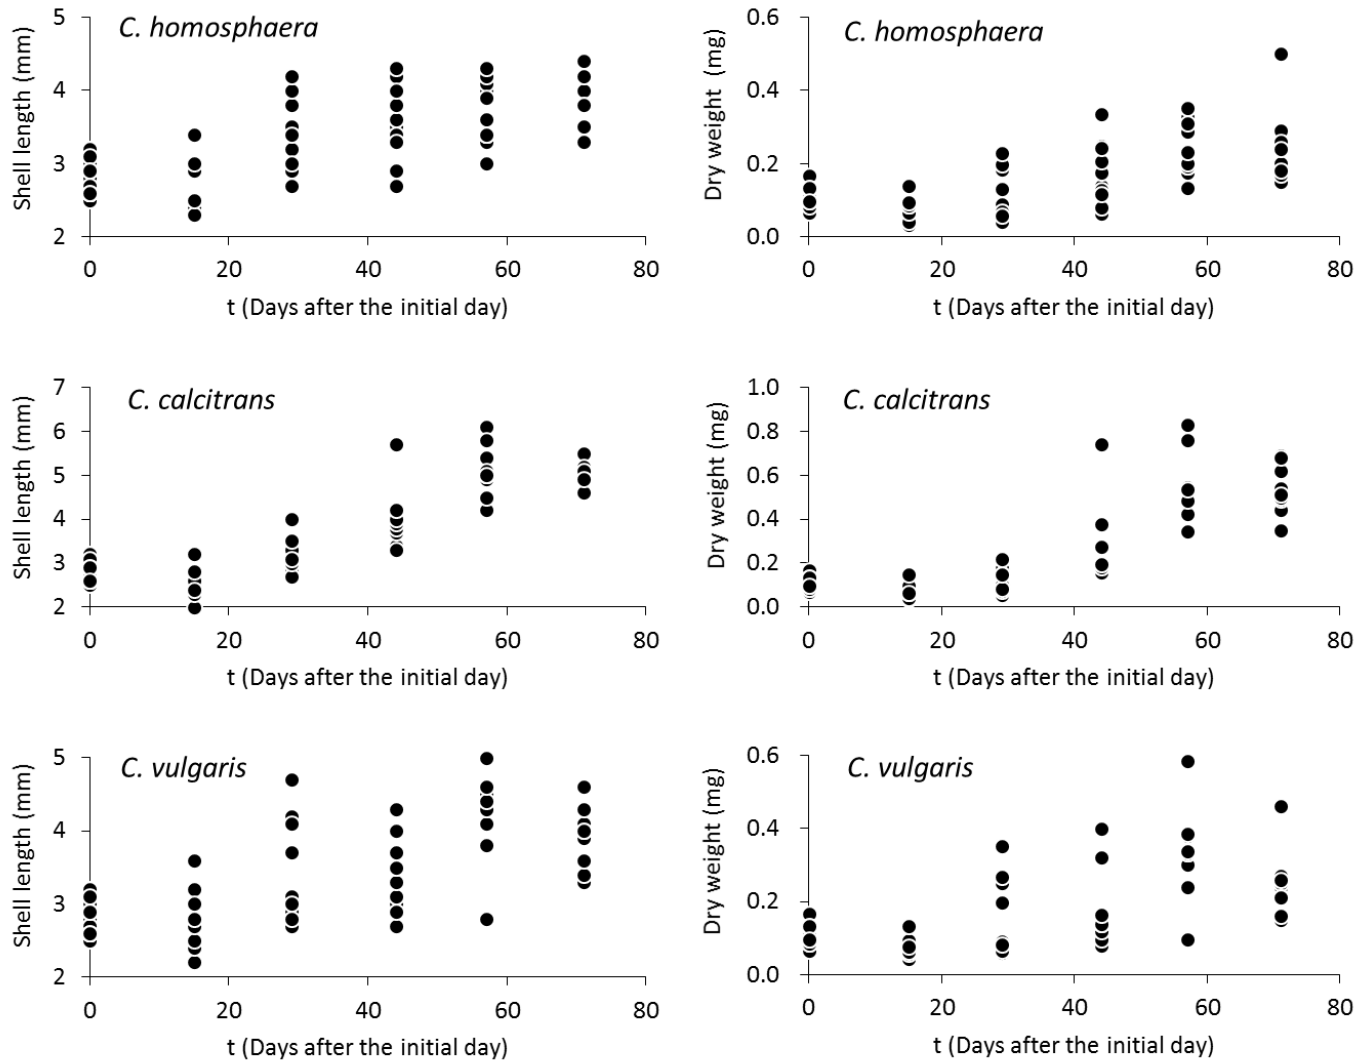 C. homosphaera
Shell length (mm)
5
4
3
2
0 20 40 60 80
t (Days after the initial day)
C. homosphaera
Dry weight (mg)
0.6
0.4
0.2
0.0
0 20 40 60 80
t (Days after the initial day)
C. calcitrans
Shell length (mm)
7
6
5
4
3
2
0 20 40 60 80
t (Days after the initial day)
C. calcitrans
Dry weight (mg)
1.0
0.8
0.6
0.4
0.2
0.0
0 20 40 60 80
t (Days after the initial day)
C. vulgaris
Shell length (mm)
5
4
3
2
0 20 40 60 80
t (Days after the initial day)
C. vulgaris
Dry weight (mg)
0.6
0.4
0.2
0.0
0 20 40 60 80
t (Days after the initial day)